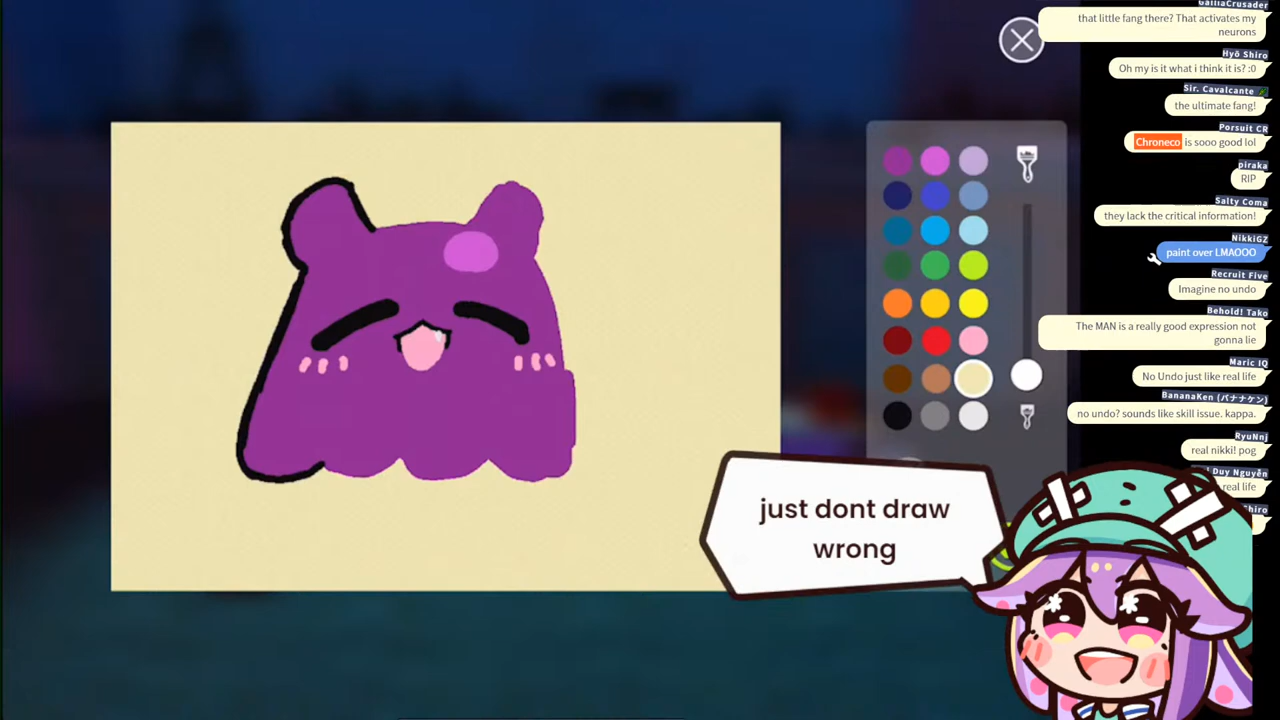 GalliaCrusader
that little fang there? That activates my
neurons
Hyō Shiro
Oh my is it what i think it is? :0
Sir. Cavalcante
the ultimate fang!
Porsuit CR
Chroneco is sooo good lol
piraka
RIP
Salty Coma
they lack the critical information!
NikkiGZ
paint over LMAOOO
Recruit Five
Imagine no undo
Behold! Tako
The MAN is a really good expression not
gonna lie
Maric IQ
No Undo just like real life
BananaKen (バナナケン)
no undo? sounds like skill issue. kappa.
RyuNnj
real nikki! pog
Duy Nguyễn
real life
just dont draw
wrong